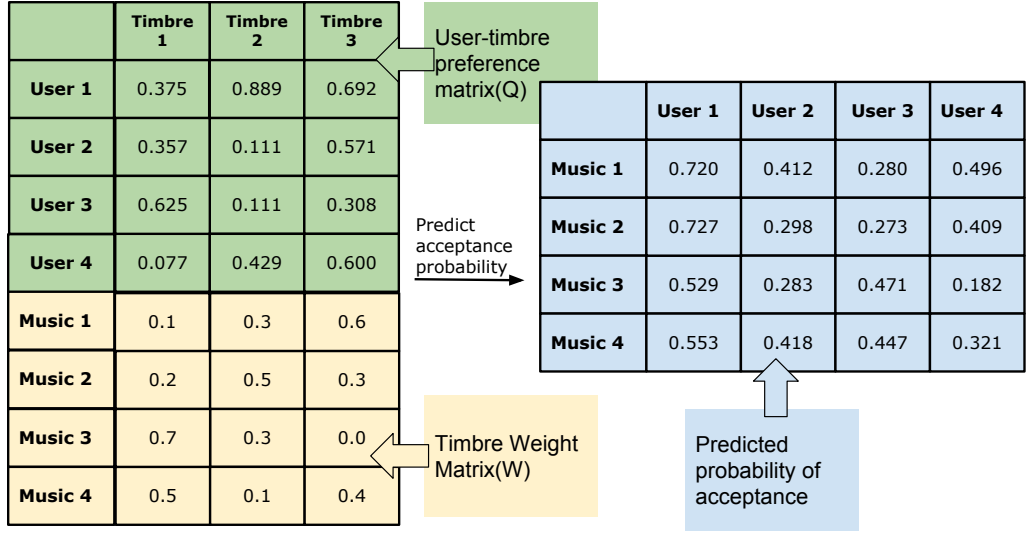 Timbre 1 Timbre 2 Timbre 3
User 1 0.375 0.889 0.692
User 2 0.357 0.111 0.571
User 3 0.625 0.111 0.308
User 4 0.077 0.429 0.600
Music 1 0.1 0.3 0.6
Music 2 0.2 0.5 0.3
Music 3 0.7 0.3 0.0
Music 4 0.5 0.1 0.4
User-timbre
preference
matrix(Q)
Timbre Weight
Matrix(W)
Predict
acceptance
probability
User 1 User 2 User 3 User 4
Music 1 0.720 0.412 0.280 0.496
Music 2 0.727 0.298 0.273 0.409
Music 3 0.529 0.283 0.471 0.182
Music 4 0.553 0.418 0.447 0.321
Predicted
probability of
acceptance